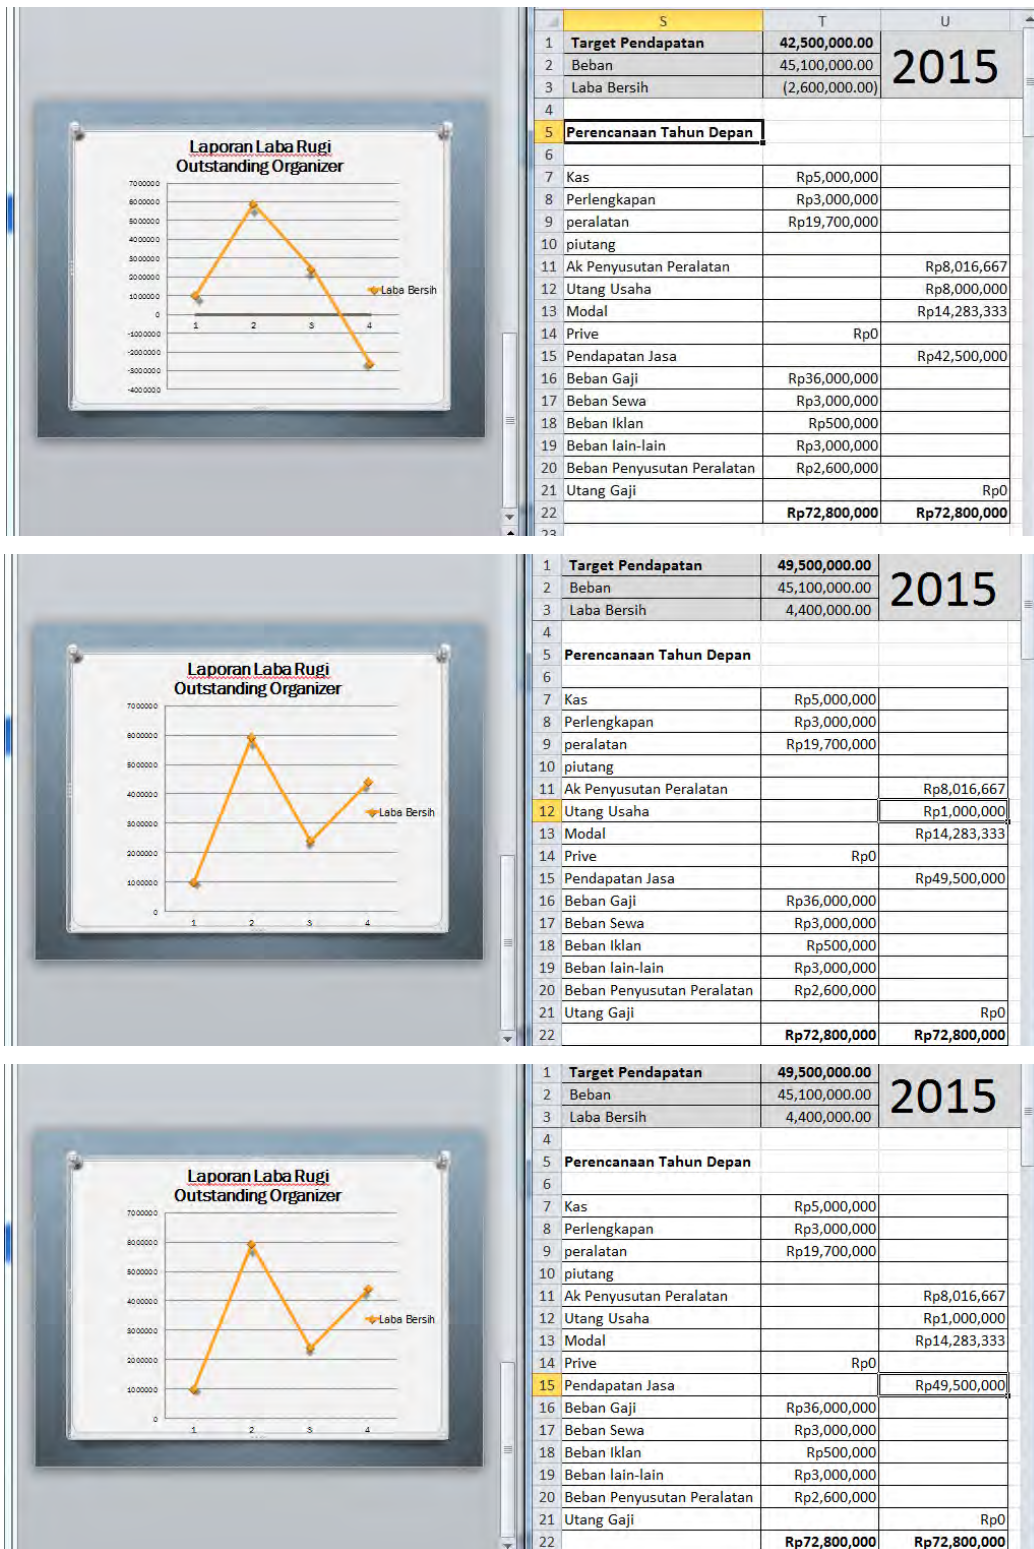 Laporan Laba Rugi
Outstanding Organizer
7000000
6000000
5000000
4000000
3000000
2000000
1000000
0
-1000000
-2000000
-3000000
-4000000
1 2 3 4
Laba Bersih
S T U
1 Target Pendapatan 42,500,000.00 2015
2 Beban 45,100,000.00
3 Laba Bersih (2,600,000.00)
4
5 Perencanaan Tahun Depan
6
7 Kas Rp5,000,000
8 Perlengkapan Rp3,000,000
9 peralatan Rp19,700,000
10 piutang
11 Ak Penyusutan Peralatan Rp8,016,667
12 Utang Usaha Rp8,000,000
13 Modal Rp14,283,333
14 Prive Rp0
15 Pendapatan Jasa Rp42,500,000
16 Beban Gaji Rp36,000,000
17 Beban Sewa Rp3,000,000
18 Beban Iklan Rp500,000
19 Beban lain-lain Rp3,000,000
20 Beban Penyusutan Peralatan Rp2,600,000
21 Utang Gaji Rp0
22 Rp72,800,000 Rp72,800,000
23
Laporan Laba Rugi
Outstanding Organizer
7000000
6000000
5000000
4000000
3000000
2000000
1000000
0
1 2 3 4
Laba Bersih
1 Target Pendapatan 49,500,000.00 2015
2 Beban 45,100,000.00
3 Laba Bersih 4,400,000.00
4
5 Perencanaan Tahun Depan
6
7 Kas Rp5,000,000
8 Perlengkapan Rp3,000,000
9 peralatan Rp19,700,000
10 piutang
11 Ak Penyusutan Peralatan Rp8,016,667
12 Utang Usaha Rp1,000,000
13 Modal Rp14,283,333
14 Prive Rp0
15 Pendapatan Jasa Rp49,500,000
16 Beban Gaji Rp36,000,000
17 Beban Sewa Rp3,000,000
18 Beban Iklan Rp500,000
19 Beban lain-lain Rp3,000,000
20 Beban Penyusutan Peralatan Rp2,600,000
21 Utang Gaji Rp0
22 Rp72,800,000 Rp72,800,000
Laporan Laba Rugi
Outstanding Organizer
7000000
6000000
5000000
4000000
3000000
2000000
1000000
0
1 2 3 4
Laba Bersih
1 Target Pendapatan 49,500,000.00 2015
2 Beban 45,100,000.00
3 Laba Bersih 4,400,000.00
4
5 Perencanaan Tahun Depan
6
7 Kas Rp5,000,000
8 Perlengkapan Rp3,000,000
9 peralatan Rp19,700,000
10 piutang
11 Ak Penyusutan Peralatan Rp8,016,667
12 Utang Usaha Rp1,000,000
13 Modal Rp14,283,333
14 Prive Rp0
15 Pendapatan Jasa Rp49,500,000
16 Beban Gaji Rp36,000,000
17 Beban Sewa Rp3,000,000
18 Beban Iklan Rp500,000
19 Beban lain-lain Rp3,000,000
20 Beban Penyusutan Peralatan Rp2,600,000
21 Utang Gaji Rp0
22 Rp72,800,000 Rp72,800,000